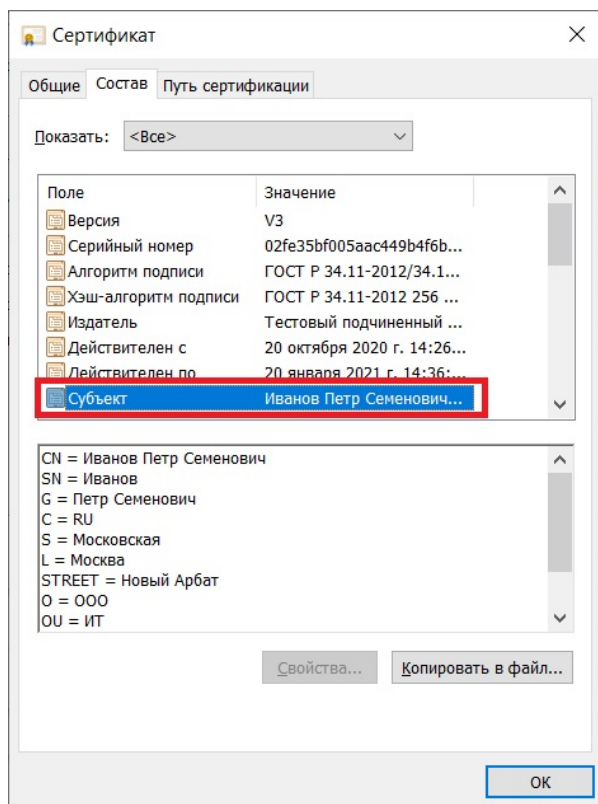 Сертификат
Общие Состав Путь сертификации
Показать: <Все>
Поле Значение
Версия V3
Серийный номер 02fe35bf005aac449b4f6b...
Алгоритм подписи ГОСТ Р 34.11-2012/34.1...
Хэш-алгоритм подписи ГОСТ Р 34.11-2012 256 ...
Издатель Тестовый подчиненный ...
Действителен с 20 октября 2020 г. 14:26...
Действителен по 20 января 2021 г. 14:36:...
Субъект Иванов Петр Семенович...
CN = Иванов Петр Семенович
SN = Иванов
G = Петр Семенович
C = RU
S = Московская
L = Москва
STREET = Новый Арбат
O = ООО
OU = ИТ
Свойства... Копировать в файл...
ОК